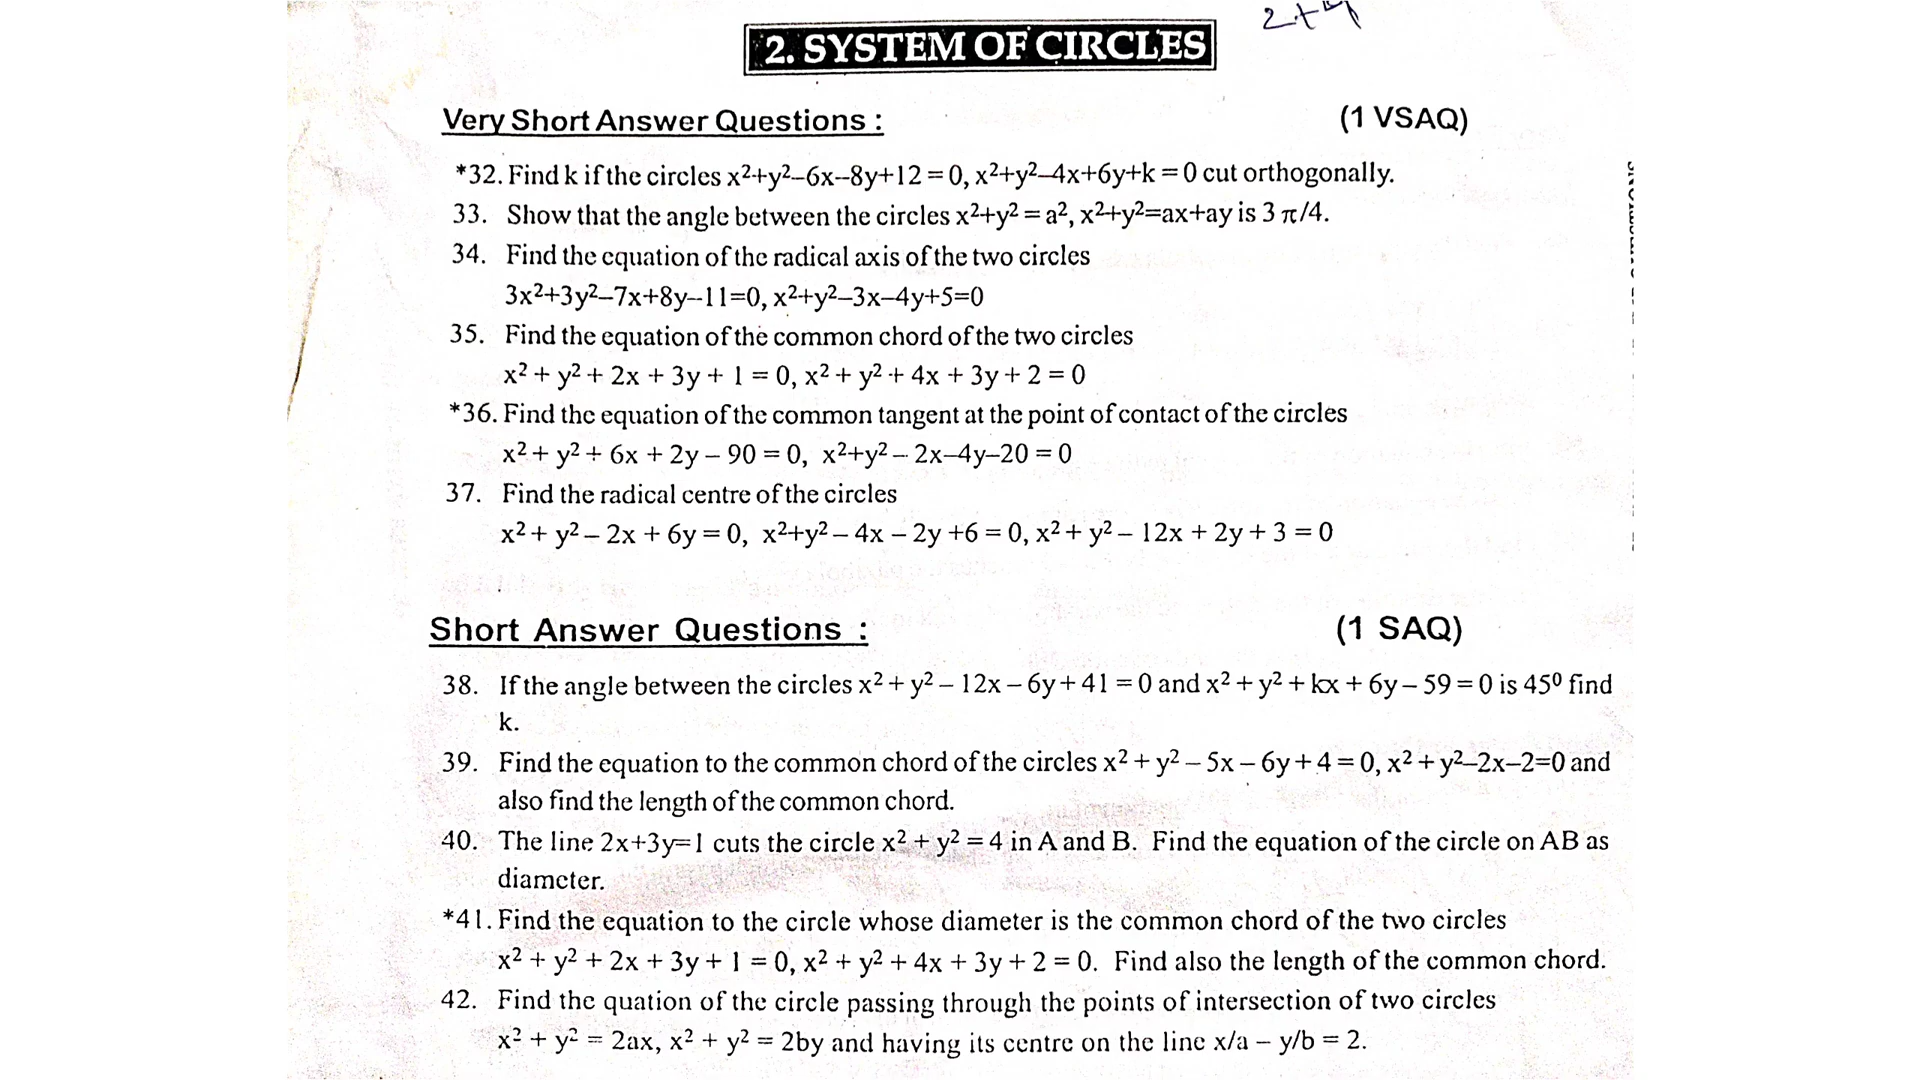 2+4
2. SYSTEM OF CIRCLES
Very Short Answer Questions : (1 VSAQ)
*32. Find k if the circles x²+y²–6x–8y+12 = 0, x²+y²–4x+6y+k = 0 cut orthogonally.
33. Show that the angle between the circles x²+y² = a², x²+y²=ax+ay is 3 π/4.
34. Find the equation of the radical axis of the two circles
3x²+3y²–7x+8y–11=0, x²+y²–3x–4y+5=0
35. Find the equation of the common chord of the two circles
x² + y² + 2x + 3y + 1 = 0, x² + y² + 4x + 3y + 2 = 0
*36. Find the equation of the common tangent at the point of contact of the circles
x² + y² + 6x + 2y – 90 = 0, x²+y² – 2x–4y–20 = 0
37. Find the radical centre of the circles
x² + y² – 2x + 6y = 0, x²+y² – 4x – 2y +6 = 0, x² + y² – 12x + 2y + 3 = 0
Short Answer Questions : (1 SAQ)
38. If the angle between the circles x² + y² – 12x – 6y + 41 = 0 and x² + y² + kx + 6y – 59 = 0 is 45⁰ find
k.
39. Find the equation to the common chord of the circles x² + y² – 5x – 6y + 4 = 0, x² + y²–2x–2=0 and
also find the length of the common chord.
40. The line 2x+3y=1 cuts the circle x² + y² = 4 in A and B. Find the equation of the circle on AB as
diameter.
*41. Find the equation to the circle whose diameter is the common chord of the two circles
x² + y² + 2x + 3y + 1 = 0, x² + y² + 4x + 3y + 2 = 0. Find also the length of the common chord.
42. Find the quation of the circle passing through the points of intersection of two circles
x² + y² = 2ax, x² + y² = 2by and having its centre on the line x/a – y/b = 2.